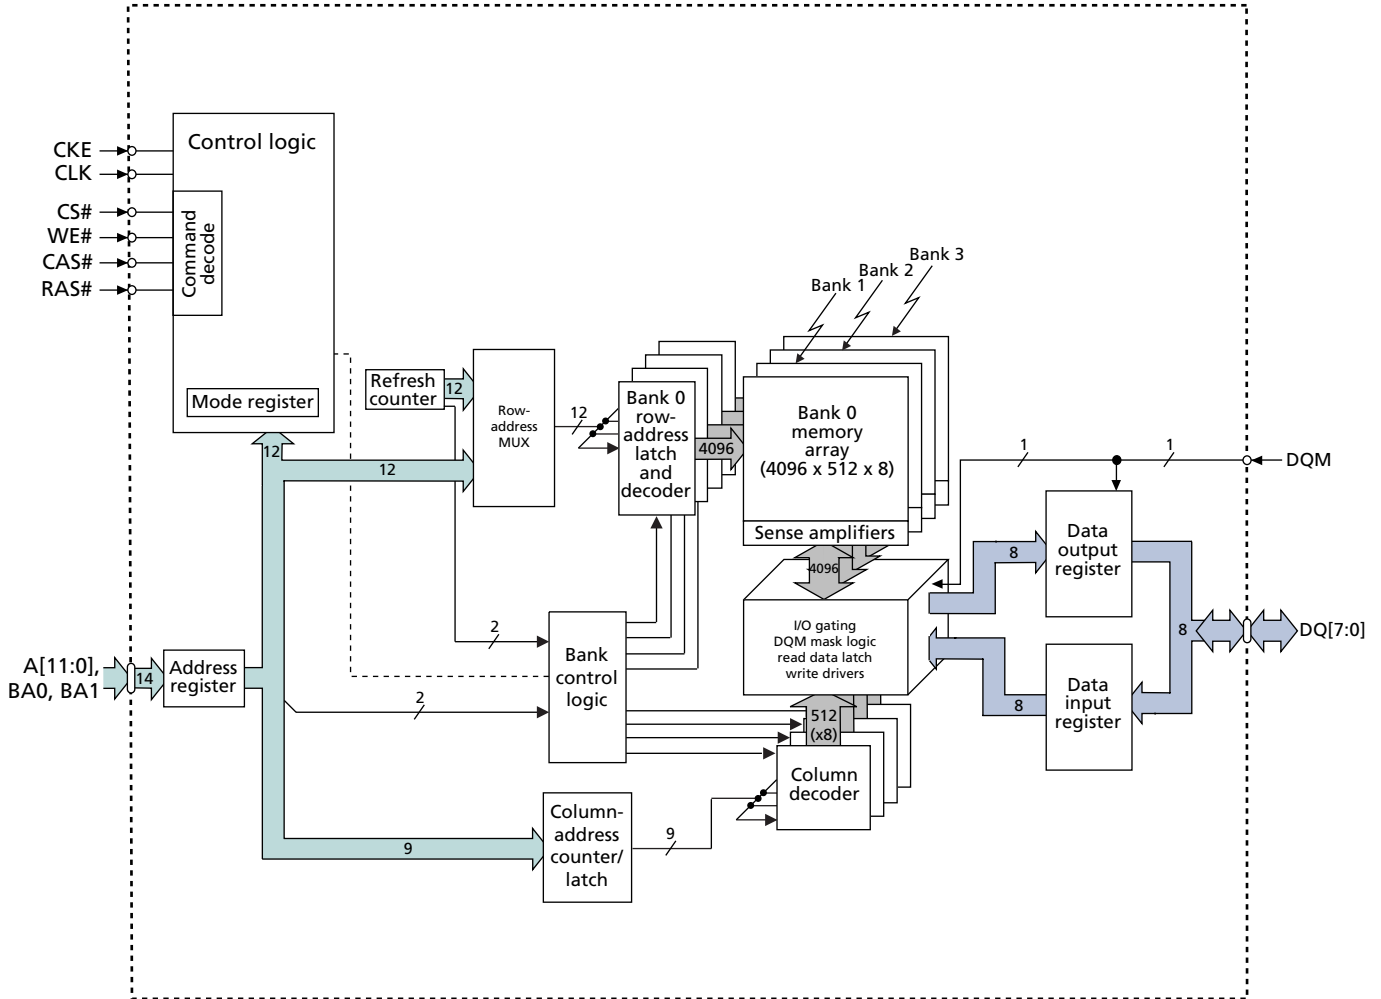 Control logic
CKE
CLK
CS#
WE#
CAS#
RAS#
Command
decode
Mode register
Bank 3
Bank 2
Bank 1
Refresh
counter
12
Row-
address
MUX
12
Bank 0
row-
address
latch
and
decoder
4096
Bank 0
memory
array
(4096 x 512 x 8)
Sense amplifiers
12
12
4096
1
1
DQM
8
Data
output
register
I/O gating
DQM mask logic
read data latch
write drivers
2
Bank
control
logic
8
DQ[7:0]
A[11:0],
BA0, BA1
14
Address
register
2
8
Data
input
register
512
(x8)
Column
decoder
Column-
address
counter/
latch
9
9